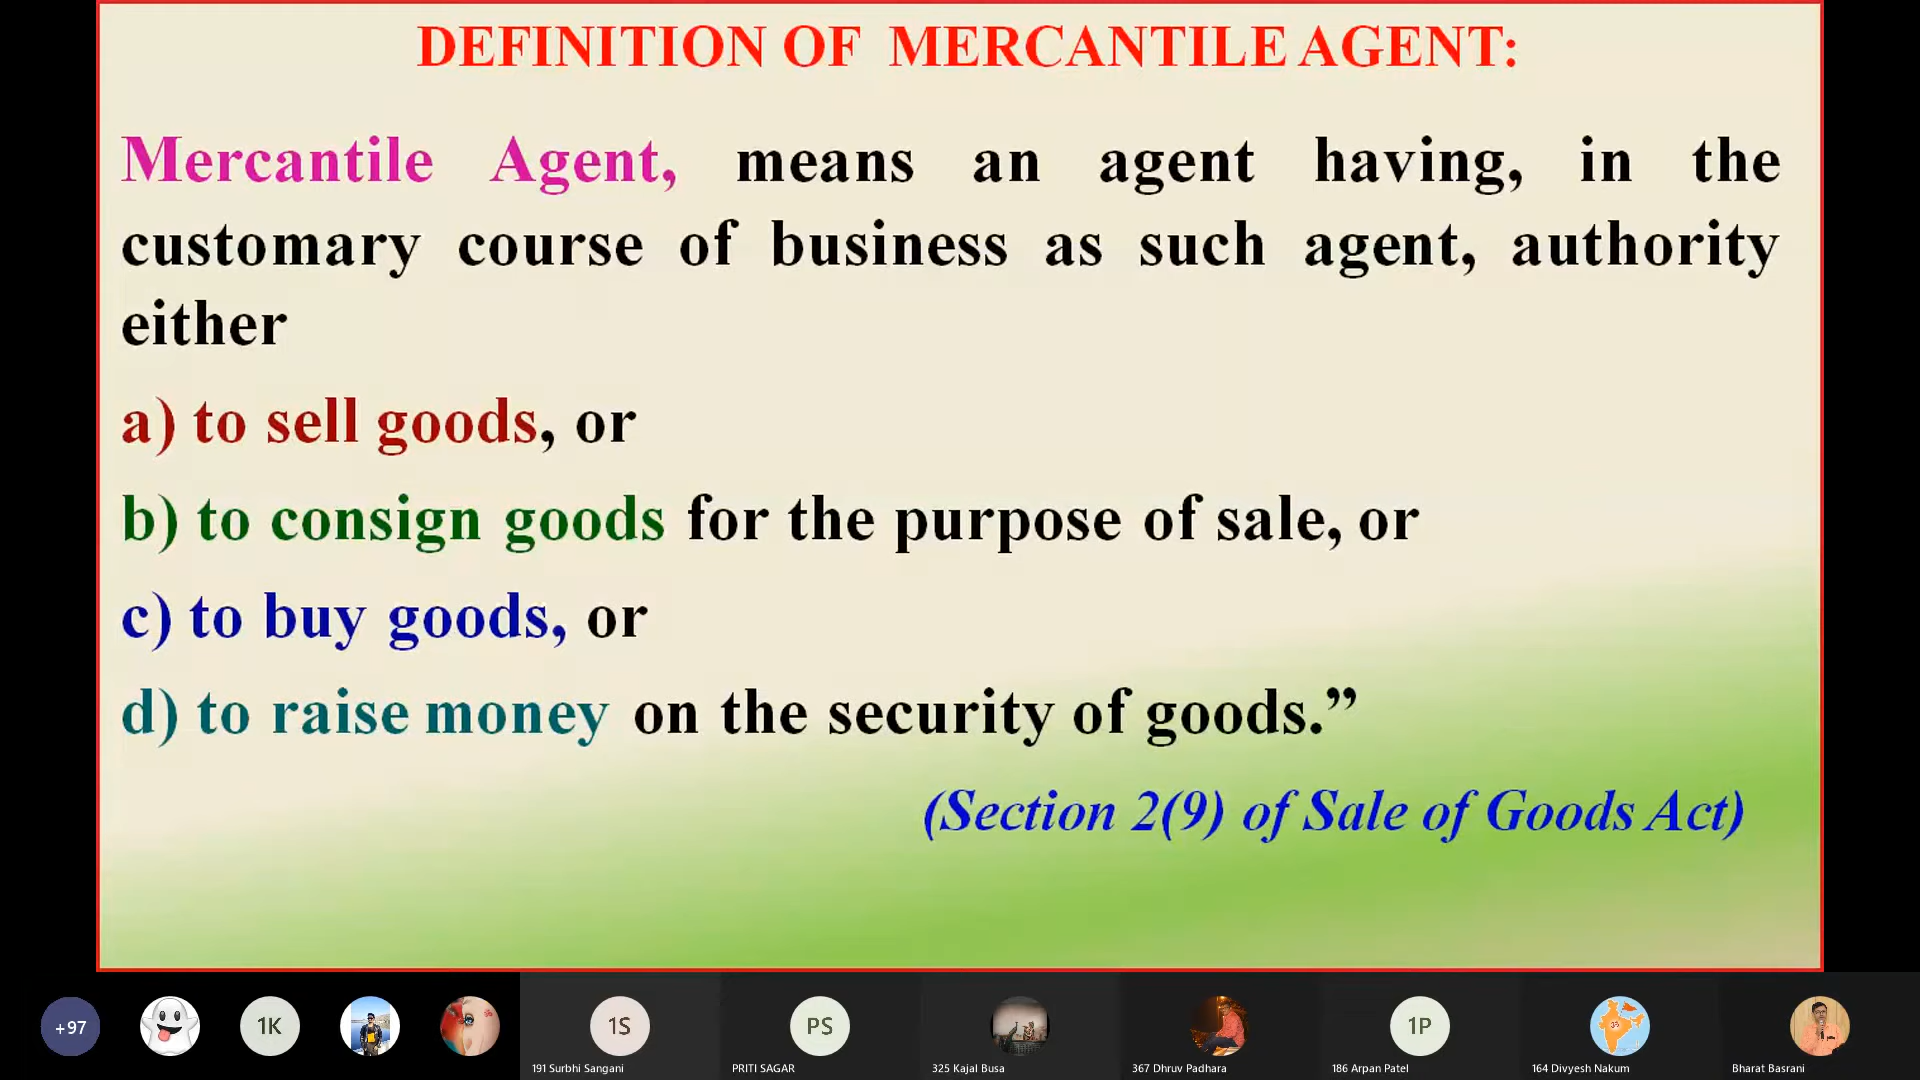 DEFINITION OF MERCANTILE AGENT:
Mercantile Agent, means an agent having, in the
customary course of business as such agent, authority
either
a) to sell goods, or
b) to consign goods for the purpose of sale, or
c) to buy goods, or
d) to raise money on the security of goods.”
(Section 2(9) of Sale of Goods Act)
+97
1K
1S
PS
1P
191 Surbhi Sangani
PRITI SAGAR
325 Kajal Busa
367 Dhruv Padhara
186 Arpan Patel
164 Divyesh Nakum
Bharat Basrani